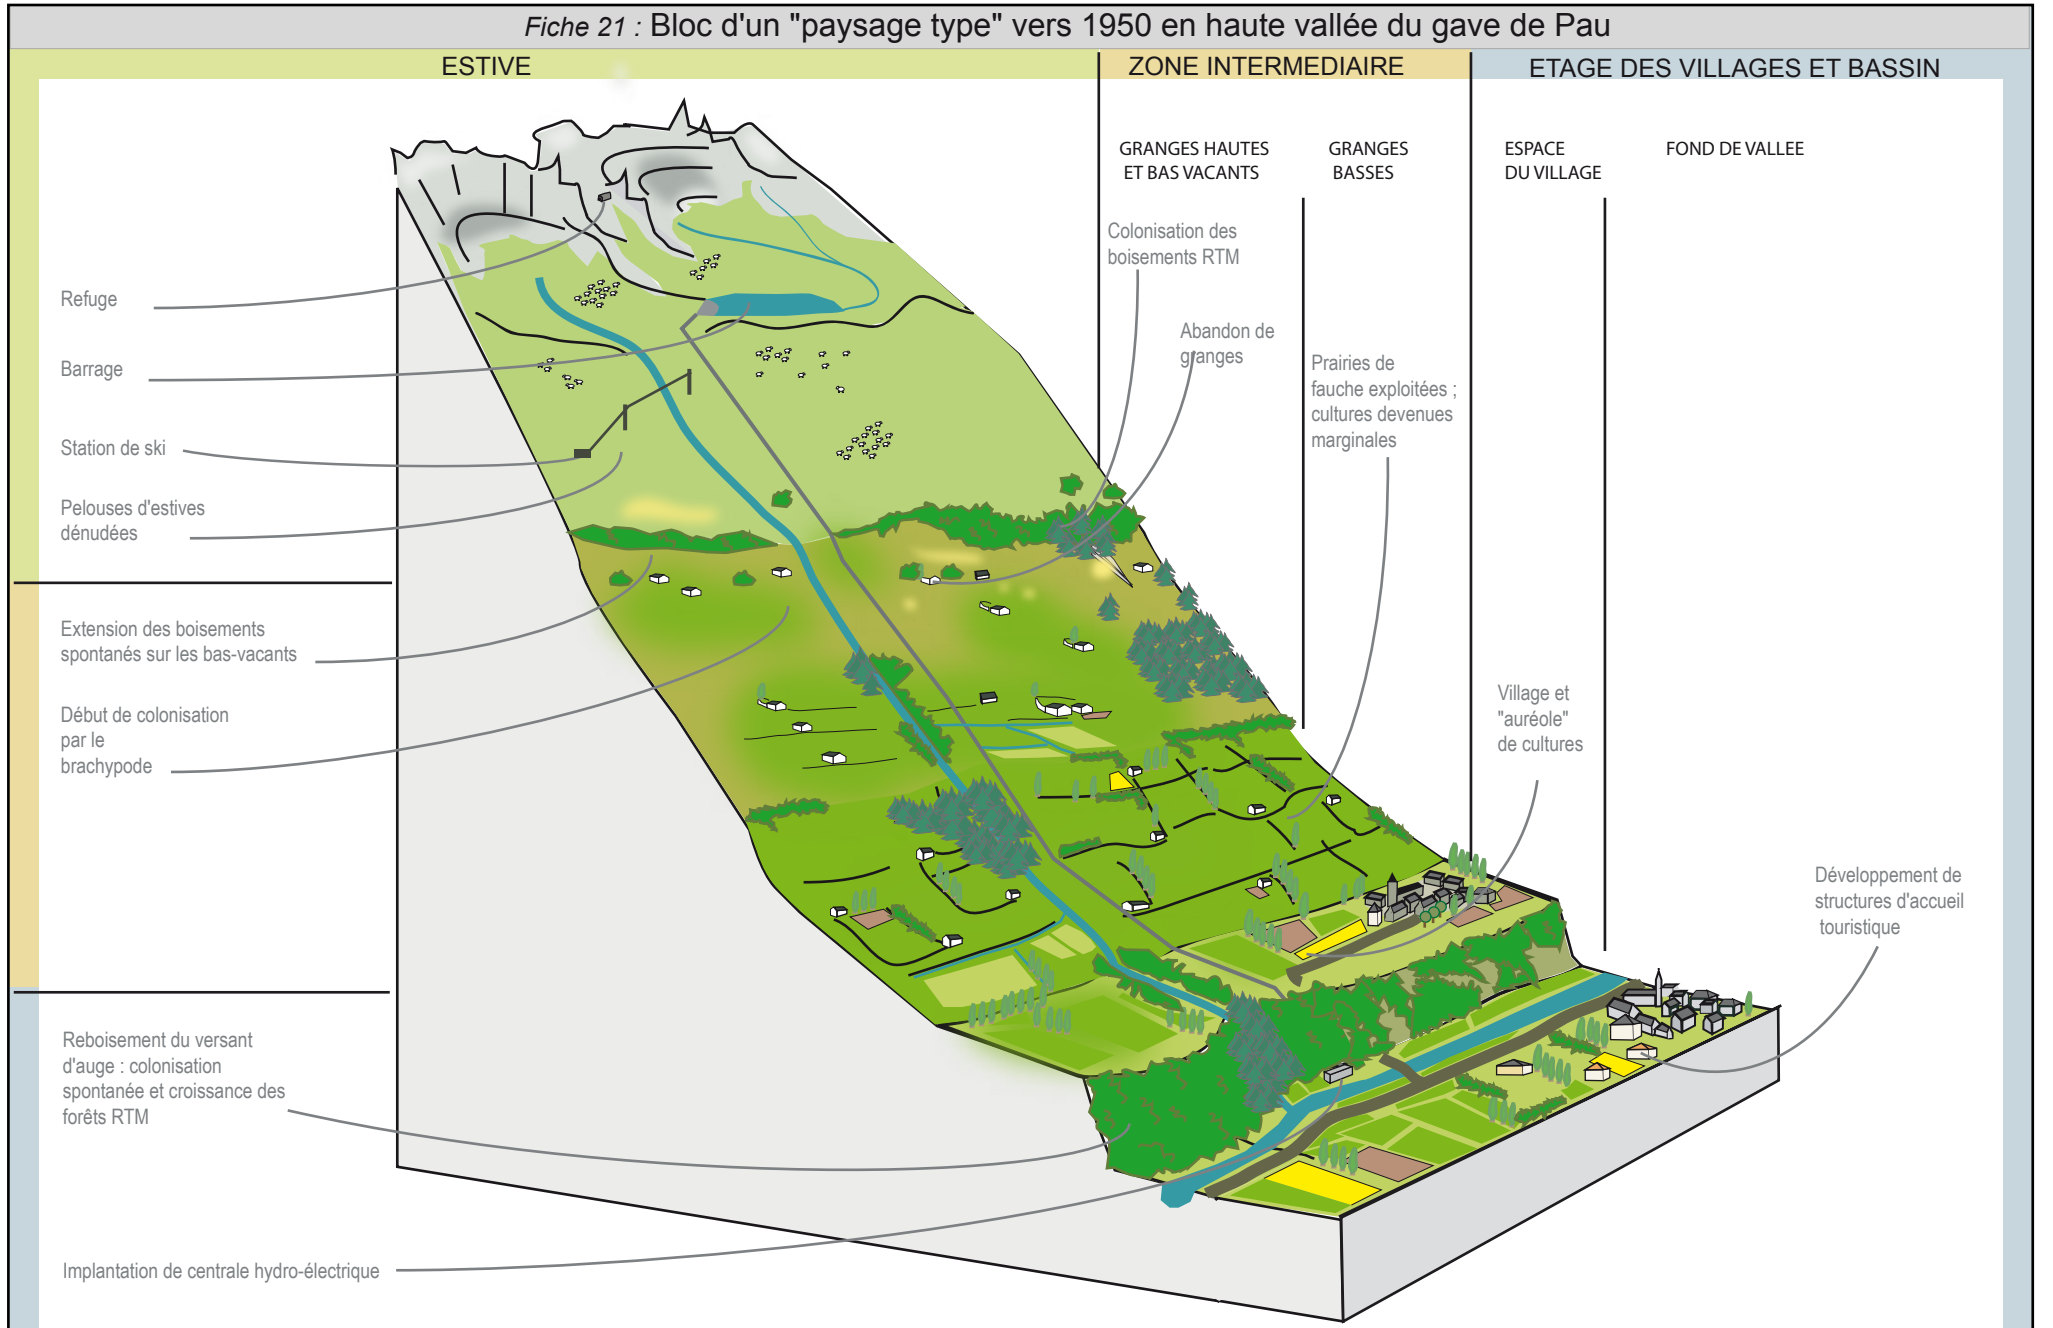 Fiche 21 : Bloc d'un "paysage type" vers 1950 en haute vallée du gave de Pau
ESTIVE
ZONE INTERMEDIAIRE
ETAGE DES VILLAGES ET BASSIN
GRANGES HAUTES
ET BAS VACANTS
GRANGES
BASSES
ESPACE
DU VILLAGE
FOND DE VALLEE
Colonisation des
boisements RTM
Abandon de
granges
Prairies de
fauche exploitées ;
cultures devenues
marginales
Refuge
Barrage
Station de ski
Pelouses d'estives
dénudées
Extension des boisements
spontanés sur les bas-vacants
Début de colonisation
par le
brachypode
Village et
"auréole"
de cultures
Développement de
structures d'accueil
touristique
Reboisement du versant
d'auge : colonisation
spontanée et croissance des
forêts RTM
Implantation de centrale hydro-électrique